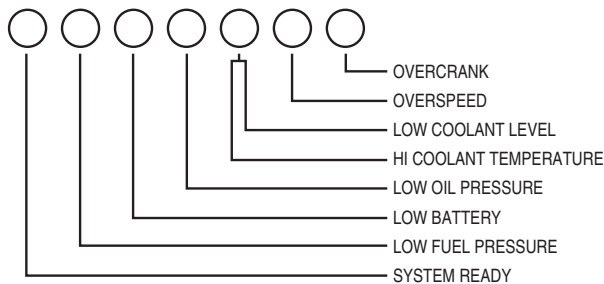 OVERCRANK
OVERSPEED
LOW COOLANT LEVEL
HI COOLANT TEMPERATURE
LOW OIL PRESSURE
LOW BATTERY
LOW FUEL PRESSURE
SYSTEM READY